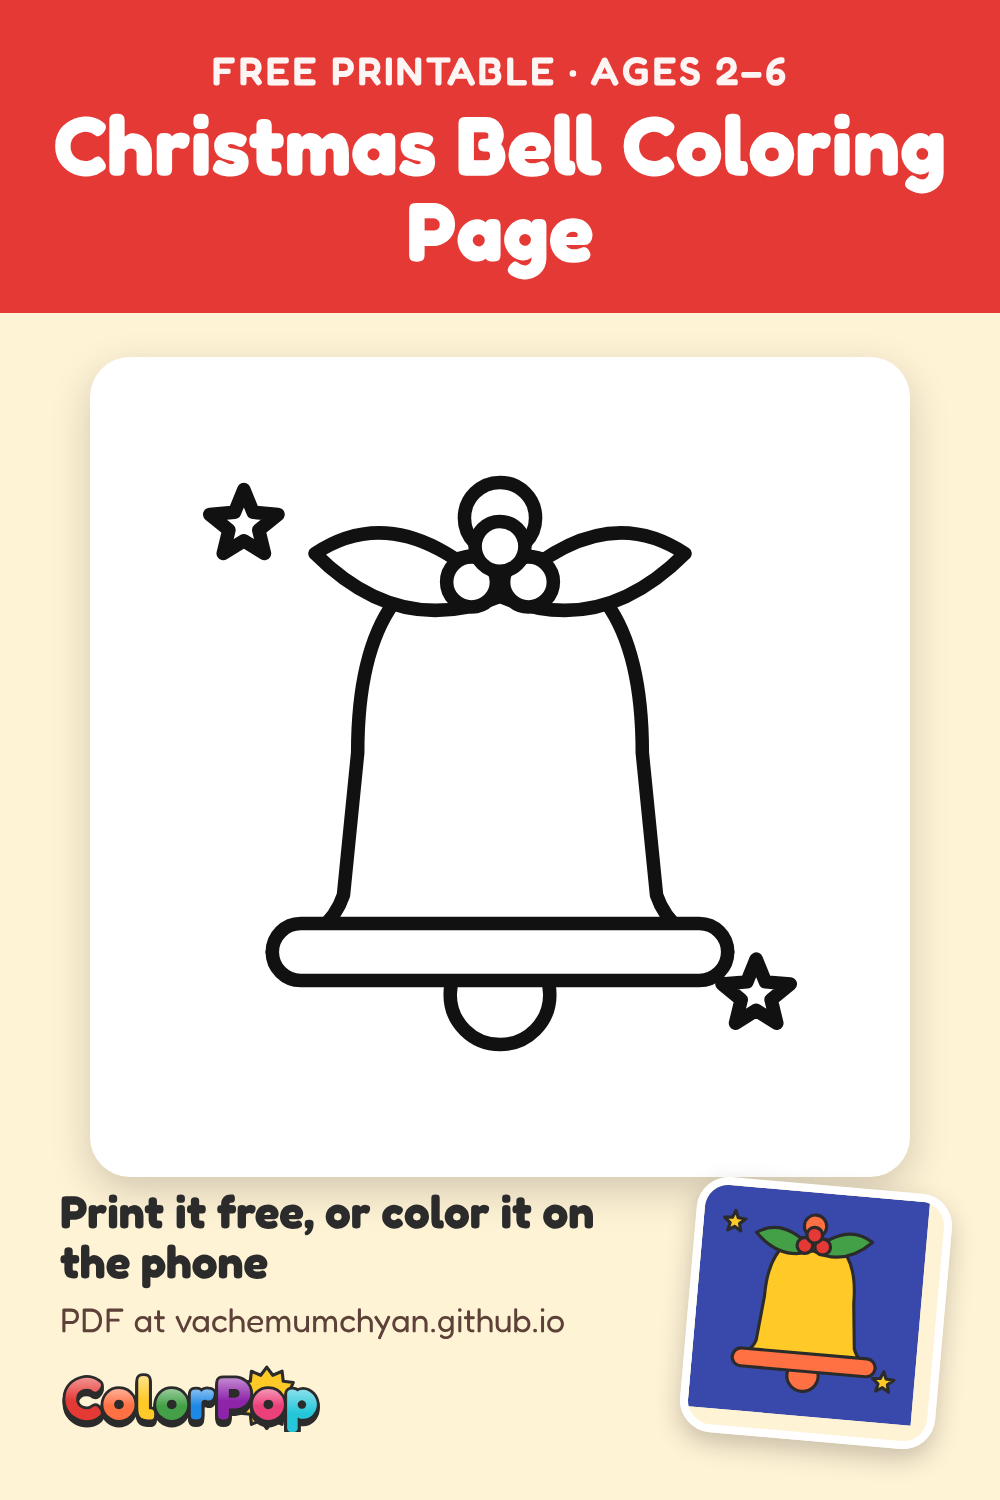 FREE PRINTABLE · AGES 2–6
Christmas Bell Coloring
Page
Print it free, or color it on
the phone
PDF at vachemumchyan.github.io
ColorPop